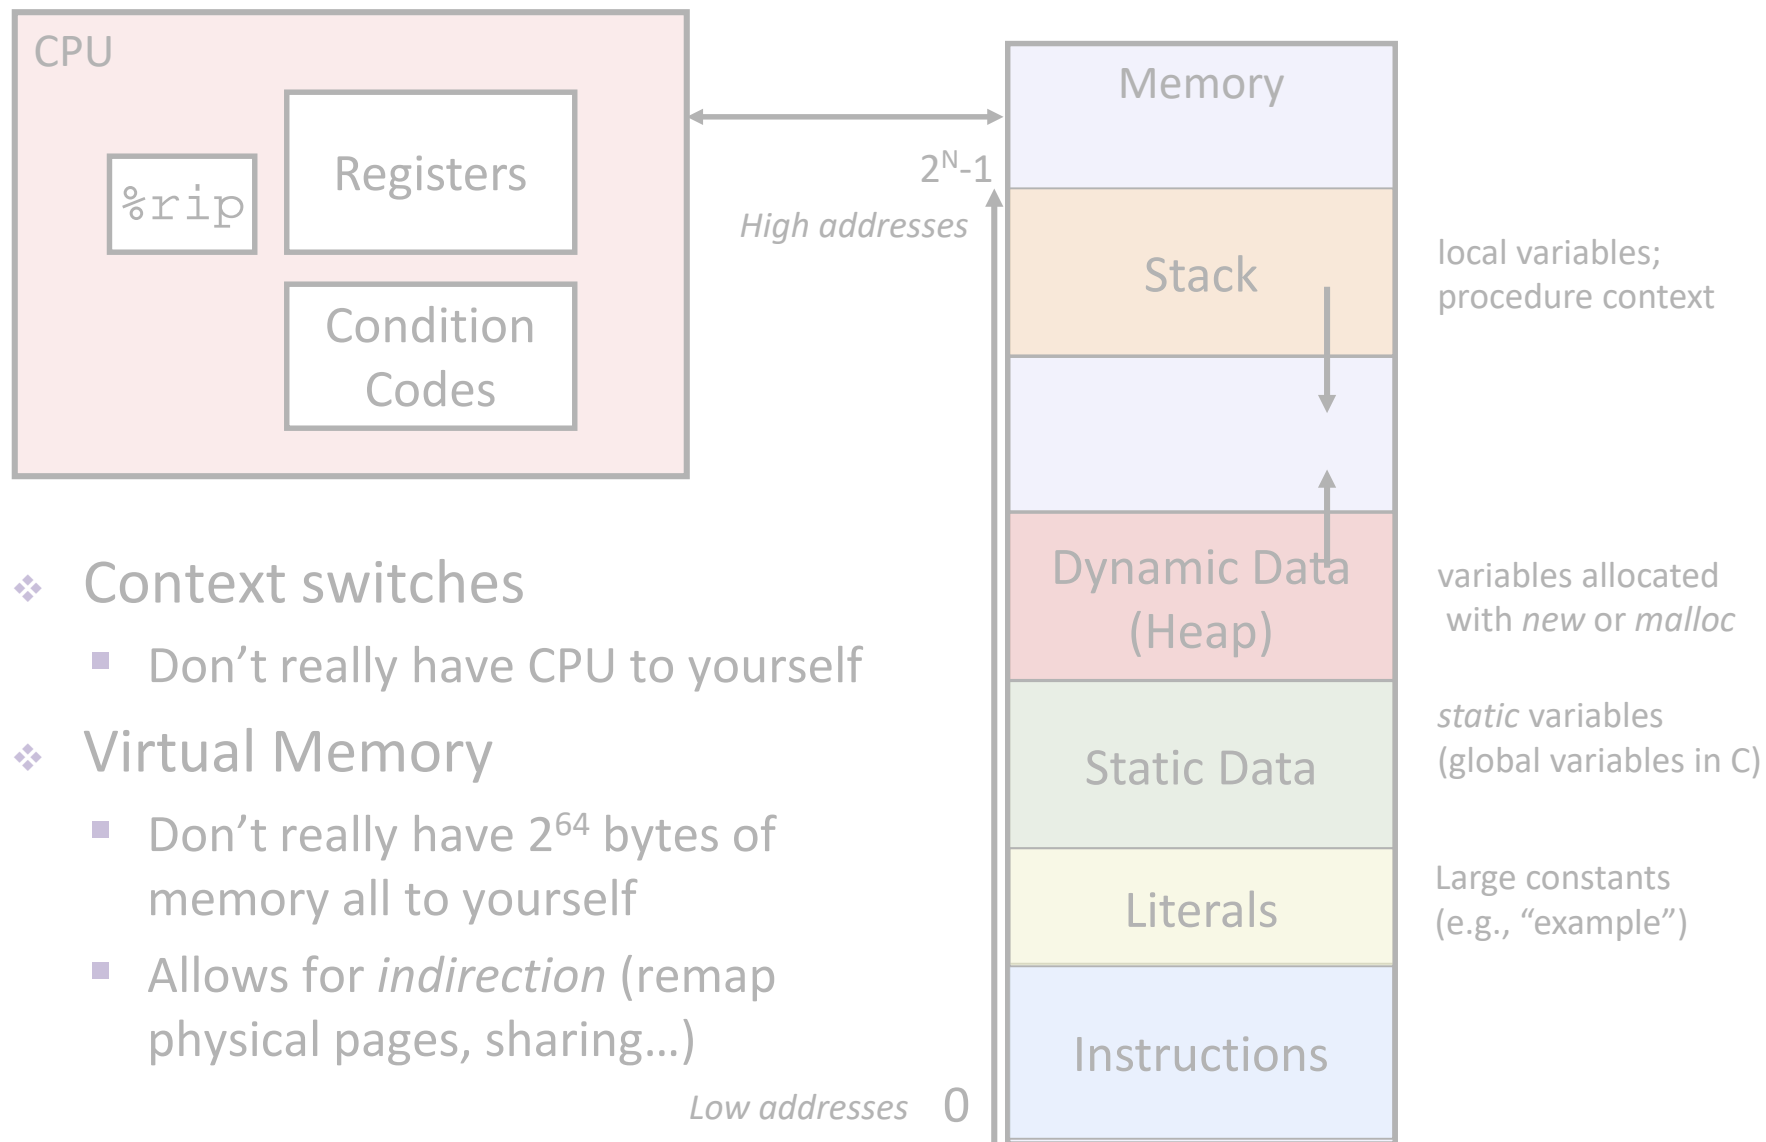 CPU
%rip
Registers
Condition
Codes
Memory
2ᴺ-1
High addresses
Stack
local variables;
procedure context
Dynamic Data
(Heap)
variables allocated
with new or malloc
Static Data
static variables
(global variables in C)
Literals
Large constants
(e.g., “example”)
Instructions
Low addresses 0
❖ Context switches
▪ Don’t really have CPU to yourself
❖ Virtual Memory
▪ Don’t really have 2⁶⁴ bytes of
memory all to yourself
▪ Allows for indirection (remap
physical pages, sharing…)